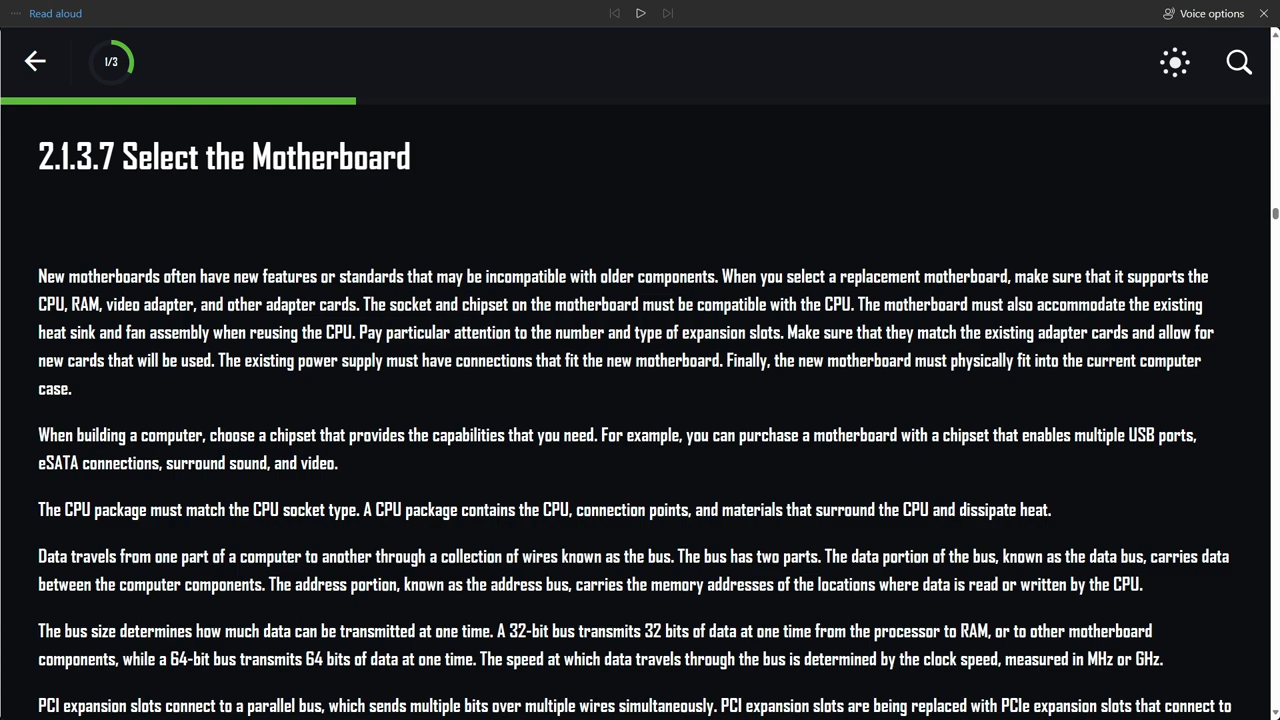 Read aloud
Voice options
1/3
2.1.3.7 Select the Motherboard
New motherboards often have new features or standards that may be incompatible with older components. When you select a replacement motherboard, make sure that it supports the
CPU, RAM, video adapter, and other adapter cards. The socket and chipset on the motherboard must be compatible with the CPU. The motherboard must also accommodate the existing
heat sink and fan assembly when reusing the CPU. Pay particular attention to the number and type of expansion slots. Make sure that they match the existing adapter cards and allow for
new cards that will be used. The existing power supply must have connections that fit the new motherboard. Finally, the new motherboard must physically fit into the current computer
case.
When building a computer, choose a chipset that provides the capabilities that you need. For example, you can purchase a motherboard with a chipset that enables multiple USB ports,
eSATA connections, surround sound, and video.
The CPU package must match the CPU socket type. A CPU package contains the CPU, connection points, and materials that surround the CPU and dissipate heat.
Data travels from one part of a computer to another through a collection of wires known as the bus. The bus has two parts. The data portion of the bus, known as the data bus, carries data
between the computer components. The address portion, known as the address bus, carries the memory addresses of the locations where data is read or written by the CPU.
The bus size determines how much data can be transmitted at one time. A 32-bit bus transmits 32 bits of data at one time from the processor to RAM, or to other motherboard
components, while a 64-bit bus transmits 64 bits of data at one time. The speed at which data travels through the bus is determined by the clock speed, measured in MHz or GHz.
PCI expansion slots connect to a parallel bus, which sends multiple bits over multiple wires simultaneously. PCI expansion slots are being replaced with PCIe expansion slots that connect to